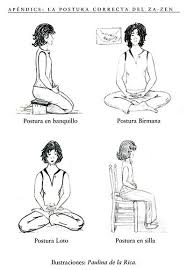 APÉNDICE: LA POSTURA CORRECTA DEL ZA-ZEN
Postura en banquillo
Postura Birmana
Postura Loto
Postura en silla
Ilustraciones: Paulina de la Rica.